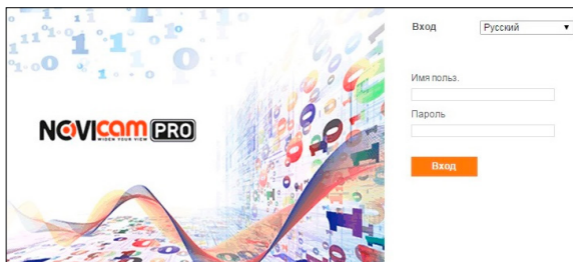 Вход
Русский
Имя польз.
Пароль
Вход
NOVICAM PRO
WIDEN YOUR VIEW